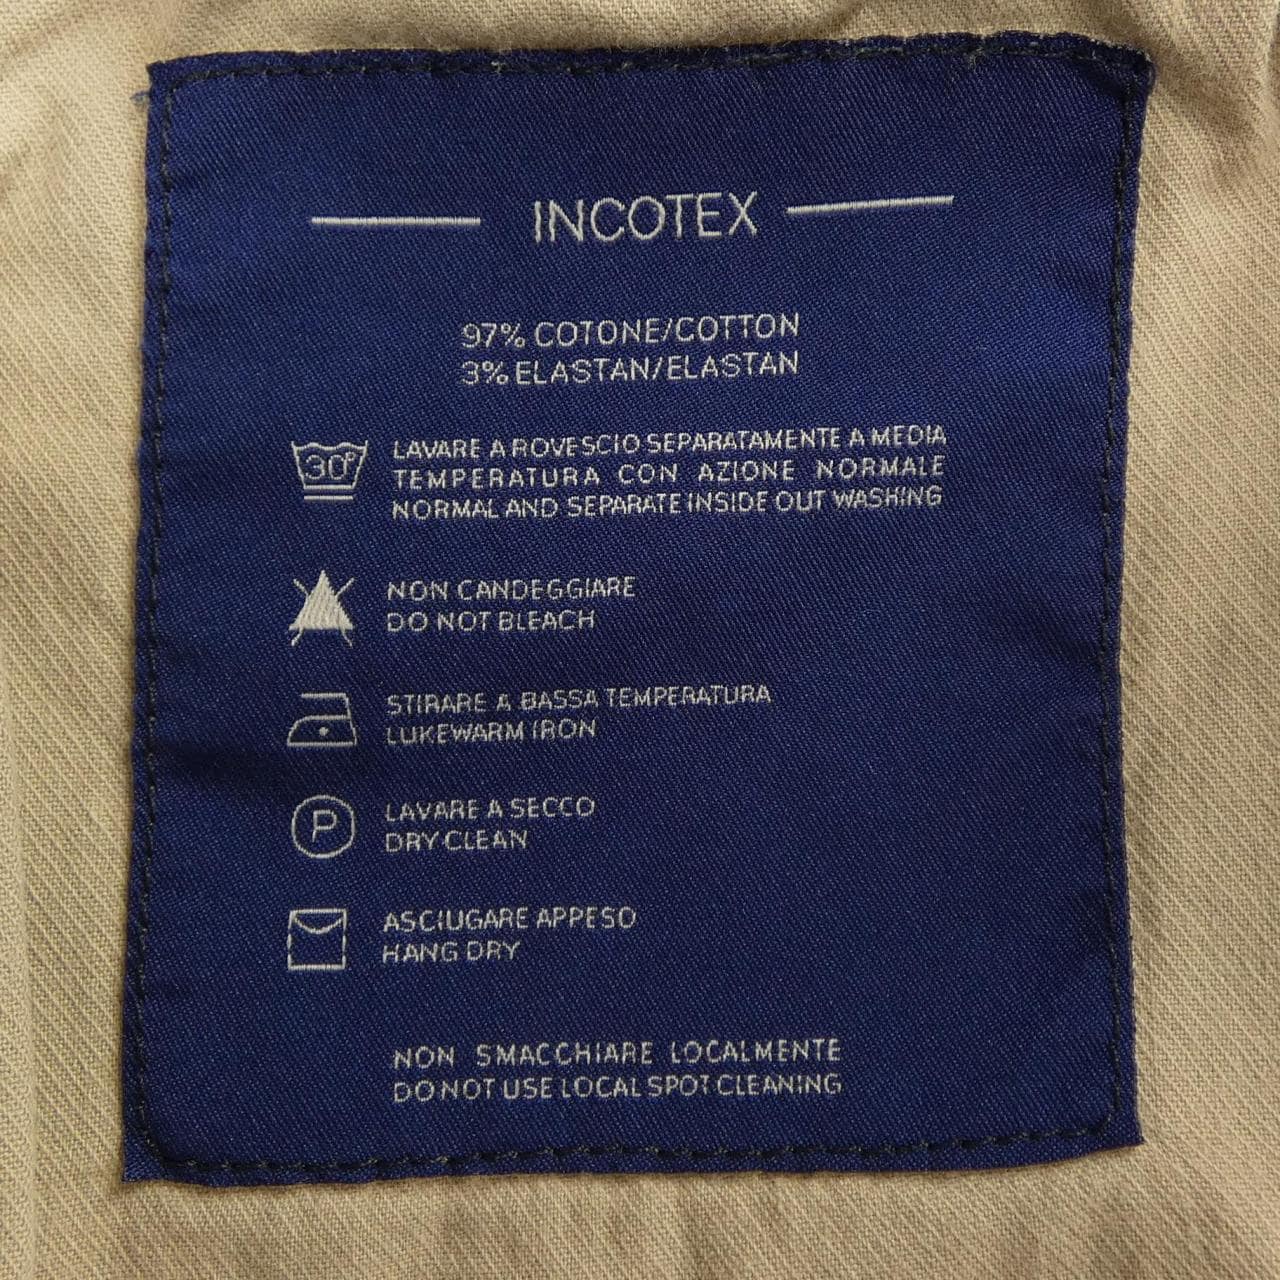 INCOTEX
97% COTONE/COTTON
3% ELASTAN/ELASTAN
30°
LAVARE A ROVESCIO SEPARATAMENTE A MEDIA
TEMPERATURA CON AZIONE NORMALE
NORMAL AND SEPARATE INSIDE OUT WASHING
NON CANDEGGIARE
DO NOT BLEACH
STIRARE A BASSA TEMPERATURA
LUKEWARM IRON
P
LAVARE A SECCO
DRY CLEAN
ASCIUGARE APPESO
HANG DRY
NON SMACCHIARE LOCALMENTE
DO NOT USE LOCAL SPOT CLEANING